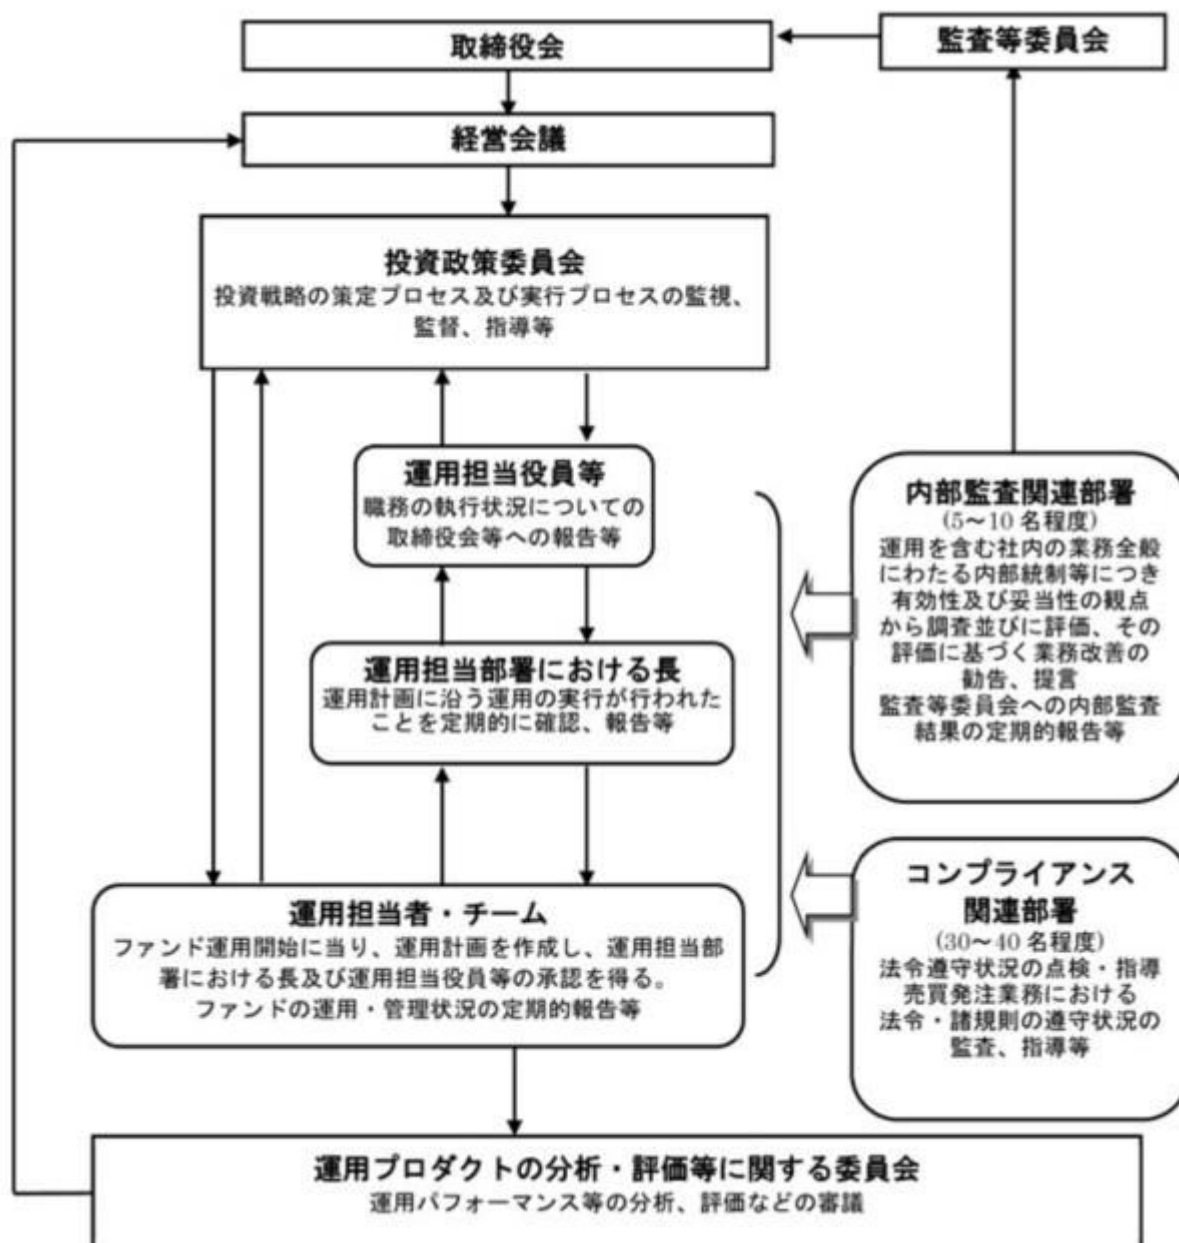 取締役会
監査等委員会
経営会議
投資政策委員会
投資戦略の策定プロセス及び実行プロセスの監視、
監督、指導等
運用担当役員等
職務の執行状況についての
取締役会等への報告等
運用担当部署における長
運用計画に沿う運用の実行が行われた
ことを定期的に確認、報告等
運用担当者・チーム
ファンド運用開始に当り、運用計画を作成し、運用担当部
署における長及び運用担当役員等の承認を得る。
ファンドの運用・管理状況の定期的報告等
内部監査関連部署
(5～10 名程度)
運用を含む社内の業務全般
にわたる内部統制等につき
有効性及び妥当性の観点
から調査並びに評価、その
評価に基づく業務改善の
勧告、提言
監査等委員会への内部監査
結果の定期的報告等
コンプライアンス
関連部署
(30～40 名程度)
法令遵守状況の点検・指導
売買発注業務における
法令・諸規則の遵守状況の
監査、指導等
運用プロダクトの分析・評価等に関する委員会
運用パフォーマンス等の分析、評価などの審議